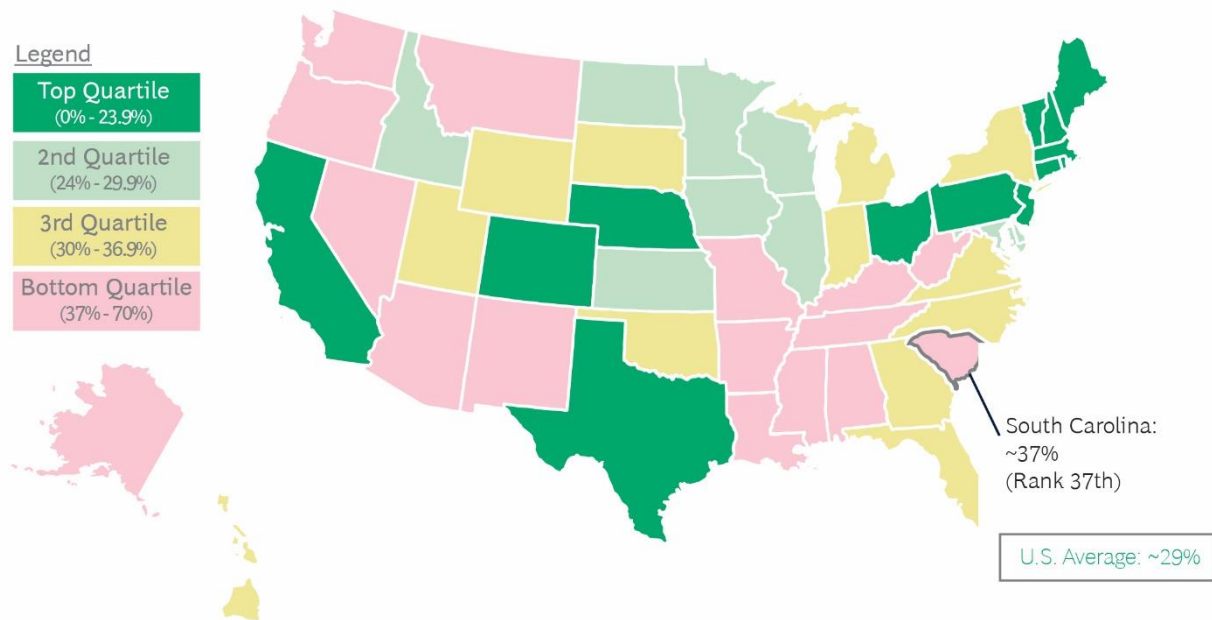 Legend
Top Quartile
(0% - 23.9%)
2nd Quartile
(24% - 29.9%)
3rd Quartile
(30% - 36.9%)
Bottom Quartile
(37% - 70%)
South Carolina:
~37%
(Rank 37th)
U.S. Average: ~29%